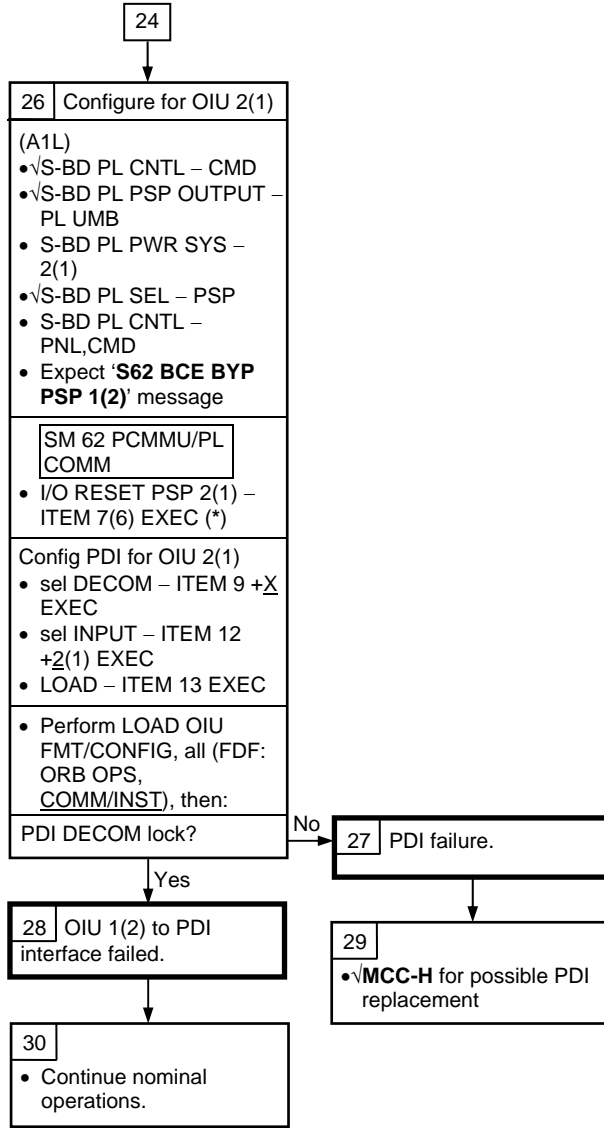 24
26 Configure for OIU 2(1)
(A1L)
•√S-BD PL CNTL – CMD
•√S-BD PL PSP OUTPUT –
PL UMB
• S-BD PL PWR SYS –
2(1)
•√S-BD PL SEL – PSP
• S-BD PL CNTL –
PNL,CMD
• Expect ‘S62 BCE BYP
PSP 1(2)’ message
SM 62 PCMMU/PL
COMM
• I/O RESET PSP 2(1) –
ITEM 7(6) EXEC (*)
Config PDI for OIU 2(1)
• sel DECOM – ITEM 9 +X
EXEC
• sel INPUT – ITEM 12
+2(1) EXEC
• LOAD – ITEM 13 EXEC
• Perform LOAD OIU
FMT/CONFIG, all (FDF:
ORB OPS,
COMM/INST), then:
PDI DECOM lock?
No
27 PDI failure.
Yes
28 OIU 1(2) to PDI
interface failed.
29
•√MCC-H for possible PDI
replacement
30
• Continue nominal
operations.